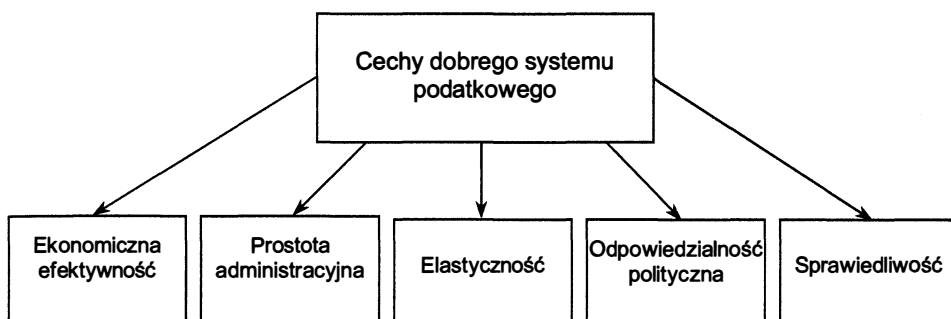 Cechy dobrego systemu
podatkowego
Ekonomiczna
efektywność
Prostota
administracyjna
Elastyczność
Odpowiedzialność
polityczna
Sprawiedliwość